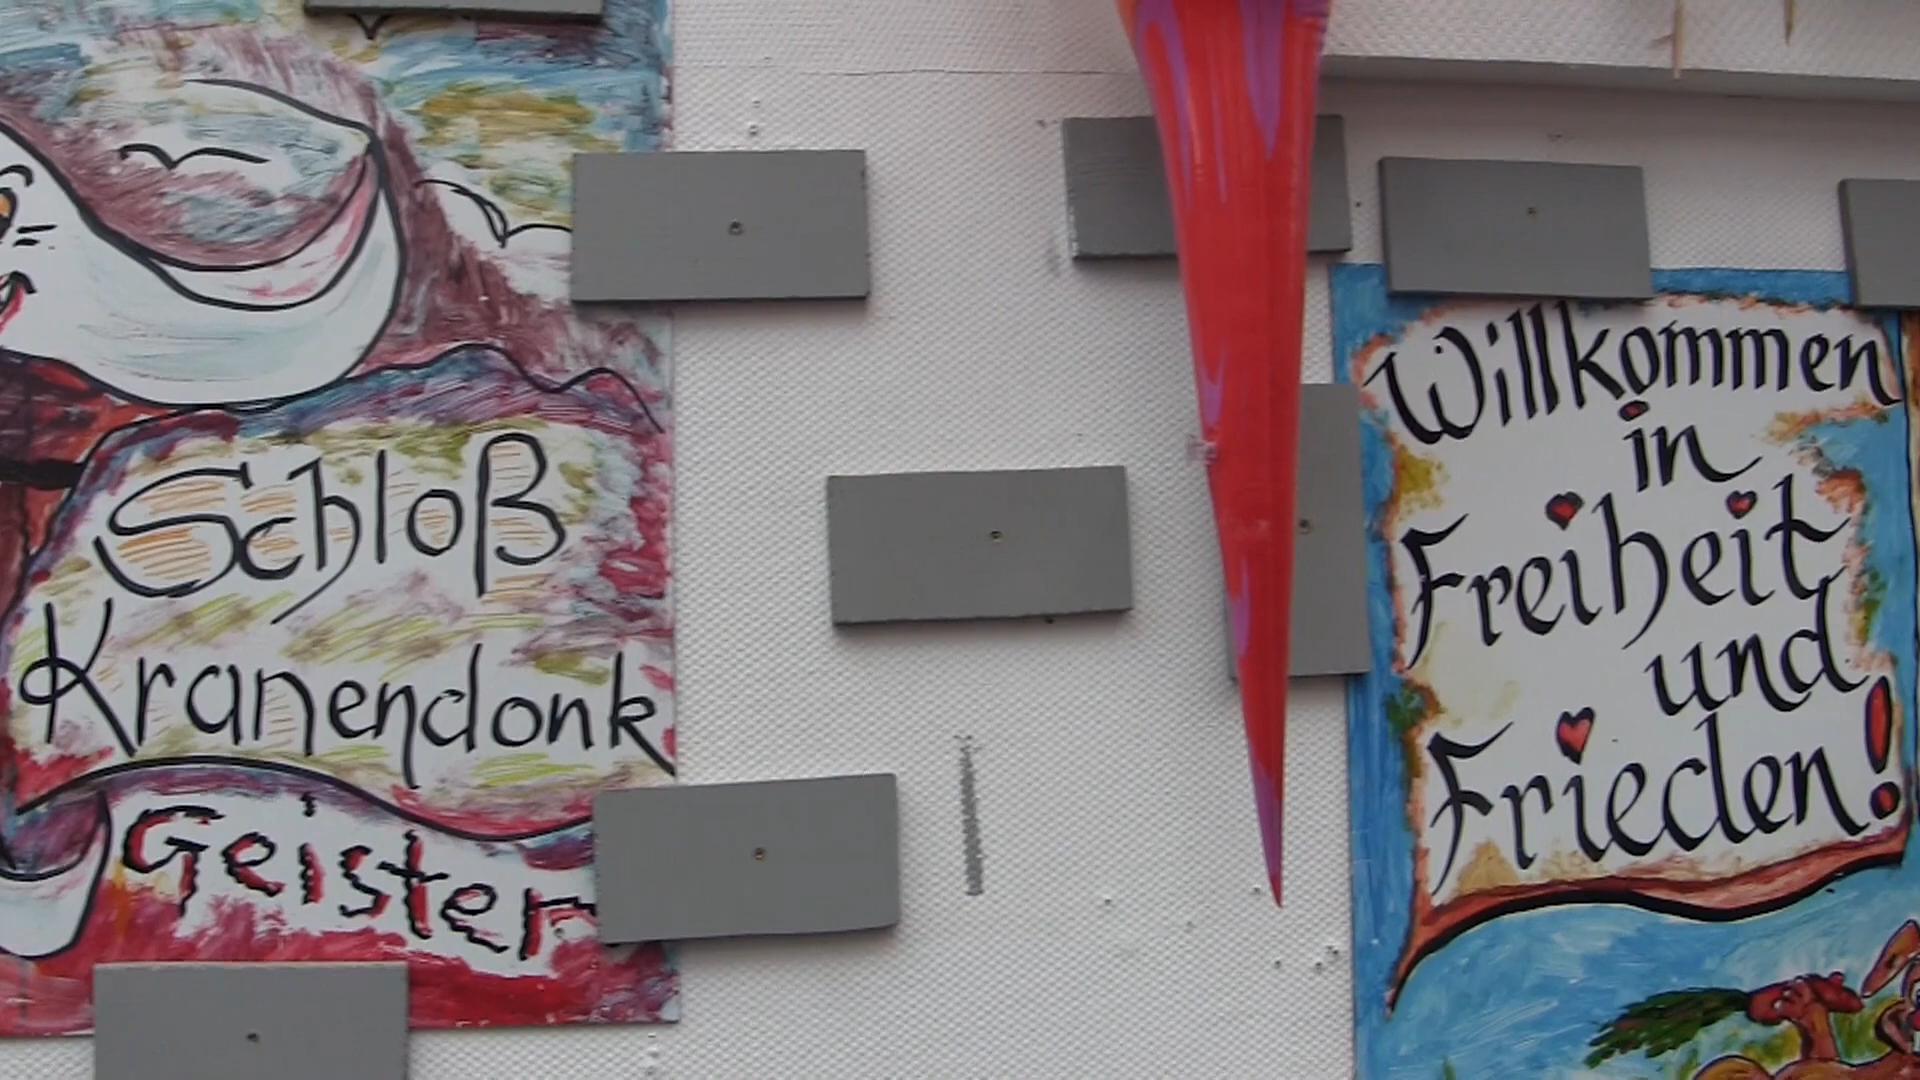 Schloß
Kranendonk
Geister
Willkommen
in
Freiheit
und
Frieden!